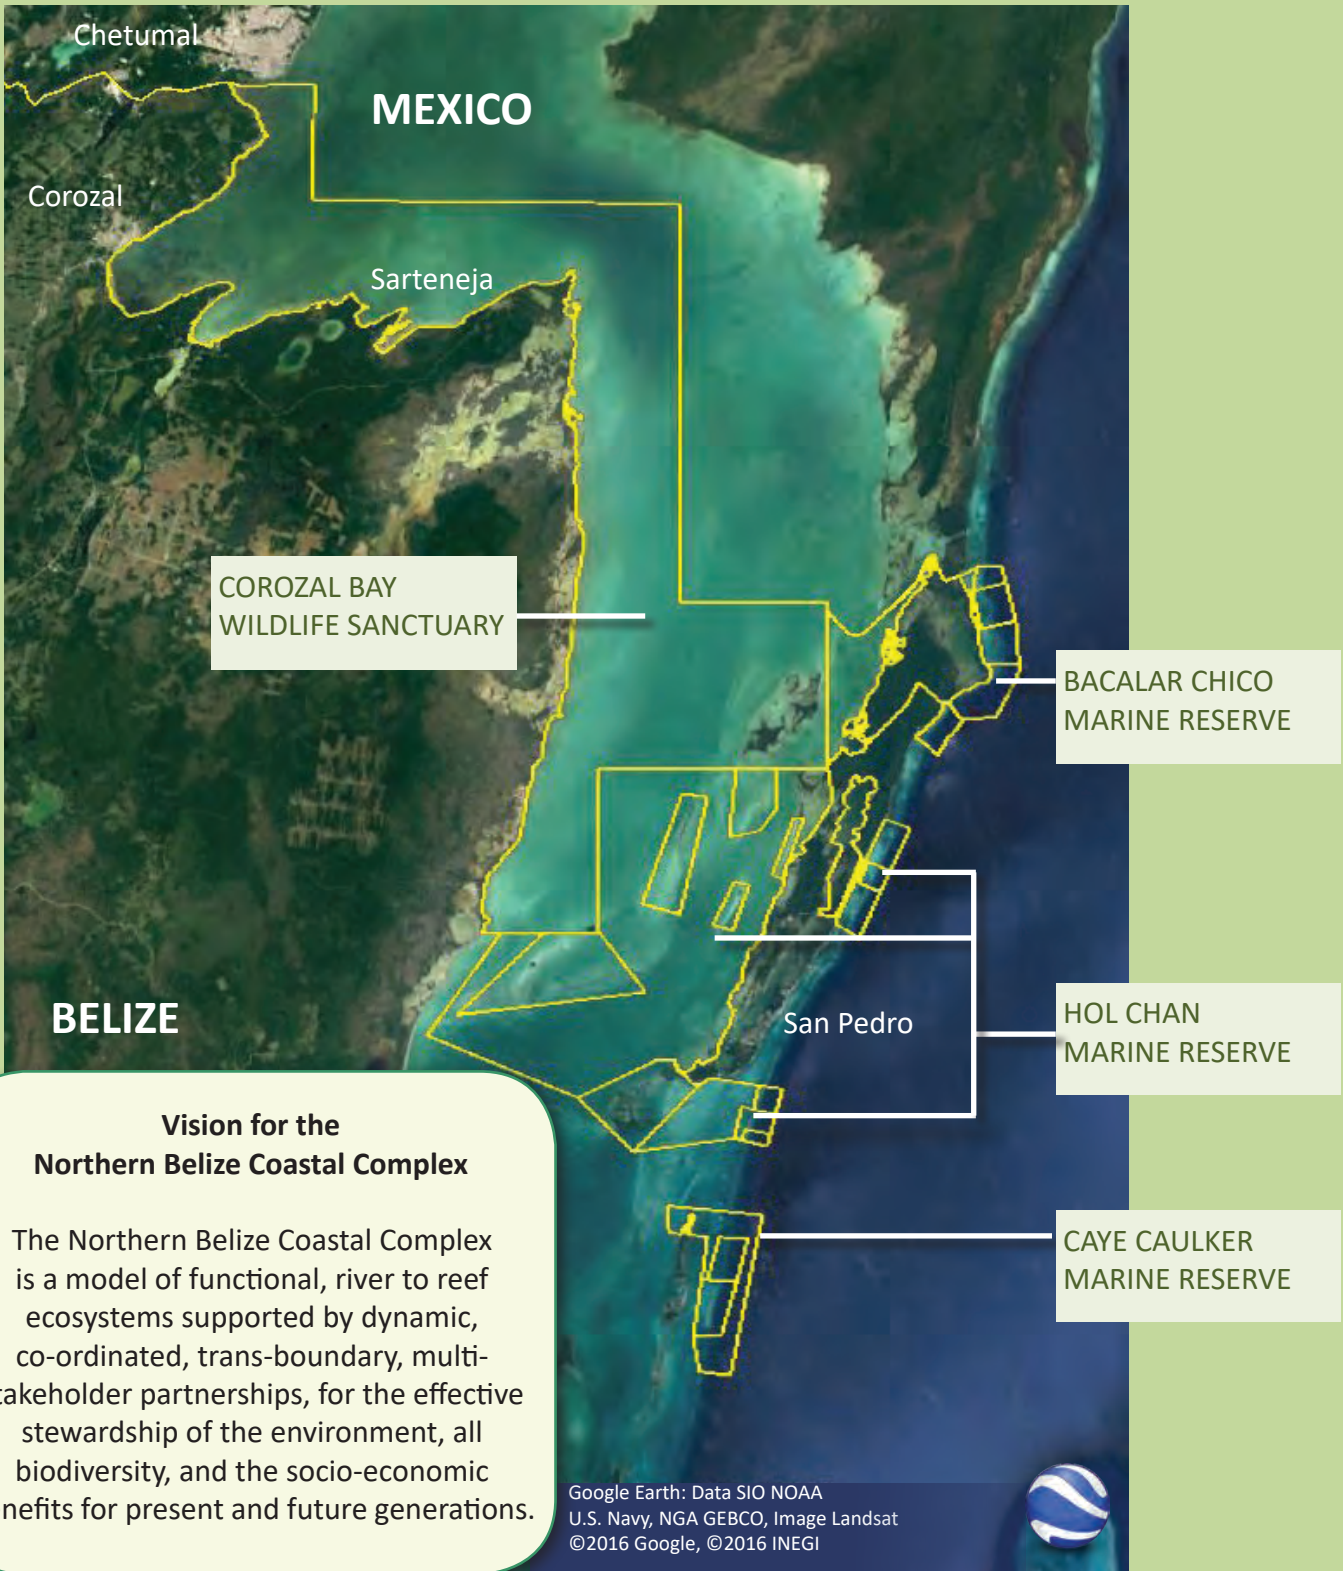 Chetumal
MEXICO
Corozal
Sarteneja
COROZAL BAY
WILDLIFE SANCTUARY
BACALAR CHICO
MARINE RESERVE
HOL CHAN
MARINE RESERVE
BELIZE
San Pedro
CAYE CAULKER
MARINE RESERVE
Vision for the
Northern Belize Coastal Complex
The Northern Belize Coastal Complex
is a model of functional, river to reef
ecosystems supported by dynamic,
co-ordinated, trans-boundary, multi-
takeholder partnerships, for the effective
stewardship of the environment, all
biodiversity, and the socio-economic
nefits for present and future generations.
Google Earth: Data SIO NOAA
U.S. Navy, NGA GEBCO, Image Landsat
©2016 Google, ©2016 INEGI